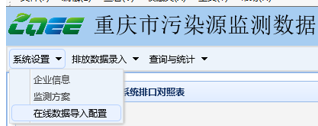 CQEE 重庆市污染源监测数据
系统设置 排放数据录入 查询与统计
企业信息
监测方案
系统排口对照表
在线数据导入配置